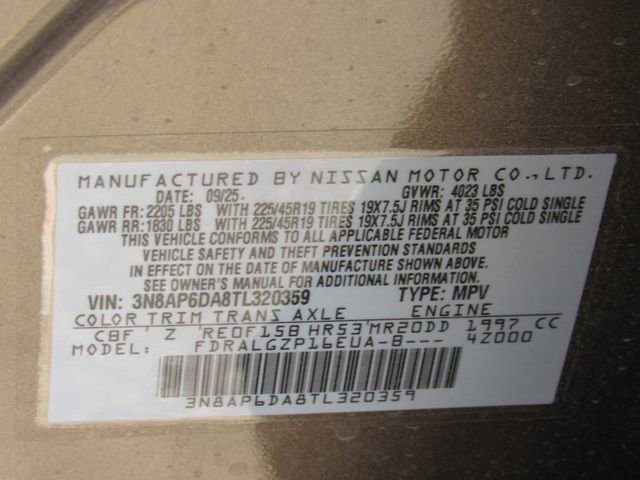 MANUFACTURED BY NISSAN MOTOR CO.,LTD.
DATE: 09/25. GVWR: 4023 LBS
GAWR FR: 2205 LBS WITH 225/45R19 TIRES 19X7.5J RIMS AT 35 PSI COLD SINGLE
GAWR RR: 1830 LBS WITH 225/45R19 TIRES 19X7.5J RIMS AT 35 PSI COLD SINGLE
THIS VEHICLE CONFORMS TO ALL APPLICABLE FEDERAL MOTOR
VEHICLE SAFETY AND THEFT PREVENTION STANDARDS
IN EFFECT ON THE DATE OF MANUFACTURE SHOWN ABOVE.
SEE OWNER'S MANUAL FOR ADDITIONAL INFORMATION.
VIN: 3N8AP6DA8TL320359 TYPE: MPV
COLOR TRIM TRANS AXLE ENGINE
CBF ' Z 'RE0F15B HR53'MR20DD 1997 CC
MODEL: FDRALGZP16EUA-B--- 4Z000
3N8AP6DA8TL320359